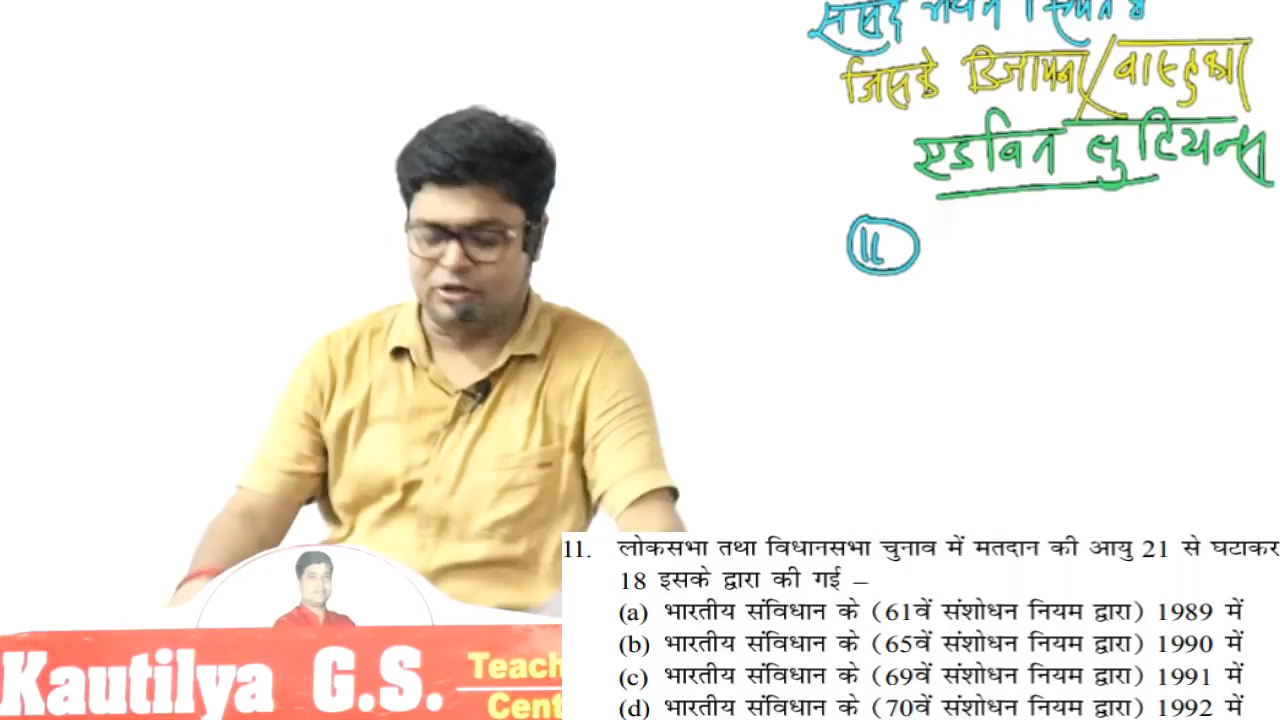 जिसके डिजायनर/वास्तुकार
एडविन लुटियन्स
11
11. लोकसभा तथा विधानसभा चुनाव में मतदान की आयु 21 से घटाकर
18 इसके द्वारा की गई –
(a) भारतीय संविधान के (61वें संशोधन नियम द्वारा) 1989 में
(b) भारतीय संविधान के (65वें संशोधन नियम द्वारा) 1990 में
(c) भारतीय संविधान के (69वें संशोधन नियम द्वारा) 1991 में
(d) भारतीय संविधान के (70वें संशोधन नियम द्वारा) 1992 में
Kautilya G.S.
Teach
Cent